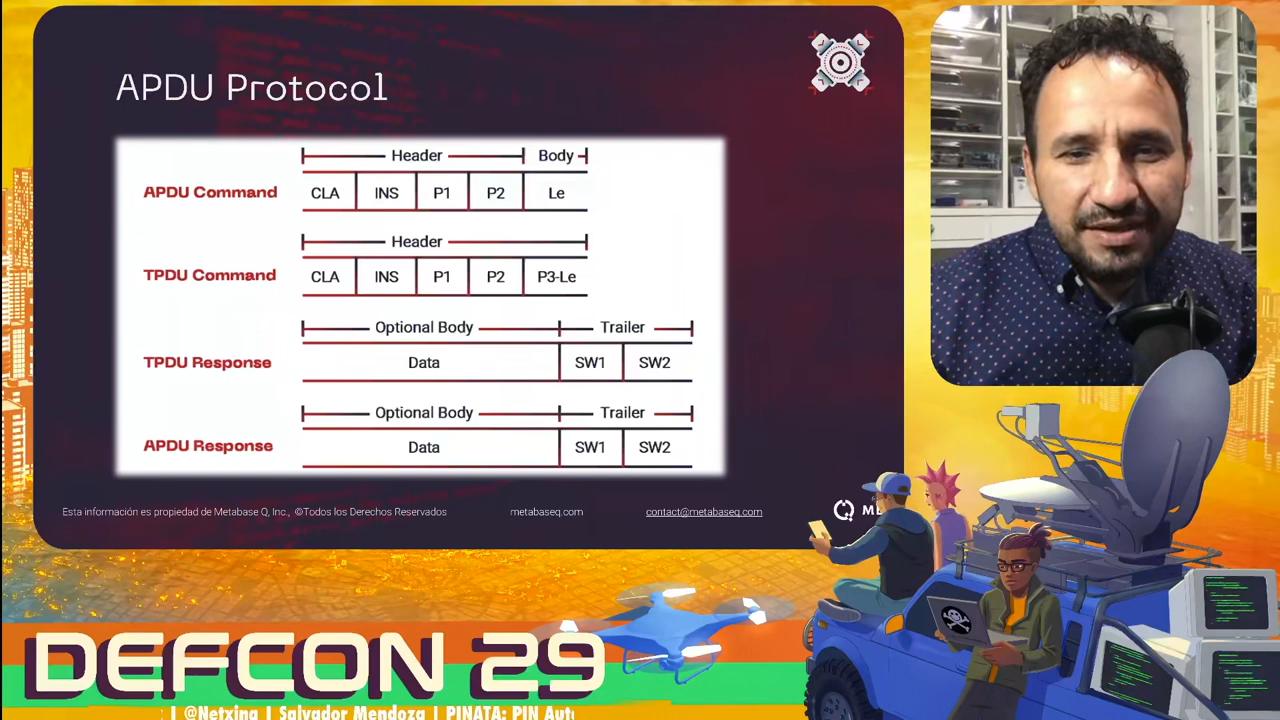 APDU Protocol
Header Body
APDU Command CLA INS P1 P2 Le
Header
TPDU Command CLA INS P1 P2 P3-Le
Optional Body Trailer
TPDU Response Data SW1 SW2
Optional Body Trailer
APDU Response Data SW1 SW2
Esta información es propiedad de Metabase Q, Inc., ©Todos los Derechos Reservados metabaseq.com contact@metabaseq.com ME
DEFCON 29
| @Netxing | Salvador Mendoza | PINATA: PIN Aut